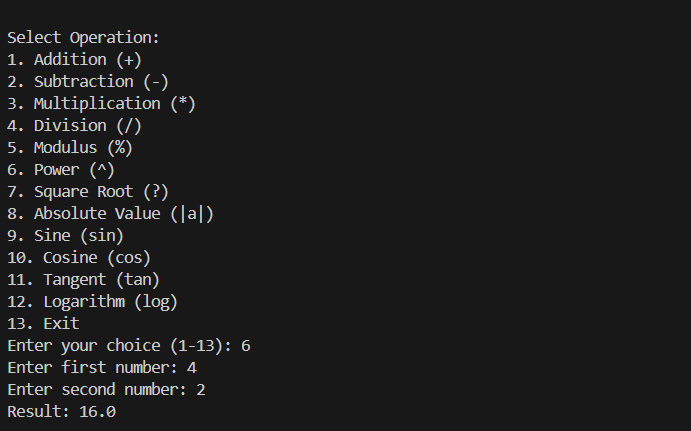 Select Operation:
1. Addition (+)
2. Subtraction (-)
3. Multiplication (*)
4. Division (/)
5. Modulus (%)
6. Power (^)
7. Square Root (?)
8. Absolute Value (|a|)
9. Sine (sin)
10. Cosine (cos)
11. Tangent (tan)
12. Logarithm (log)
13. Exit
Enter your choice (1-13): 6
Enter first number: 4
Enter second number: 2
Result: 16.0